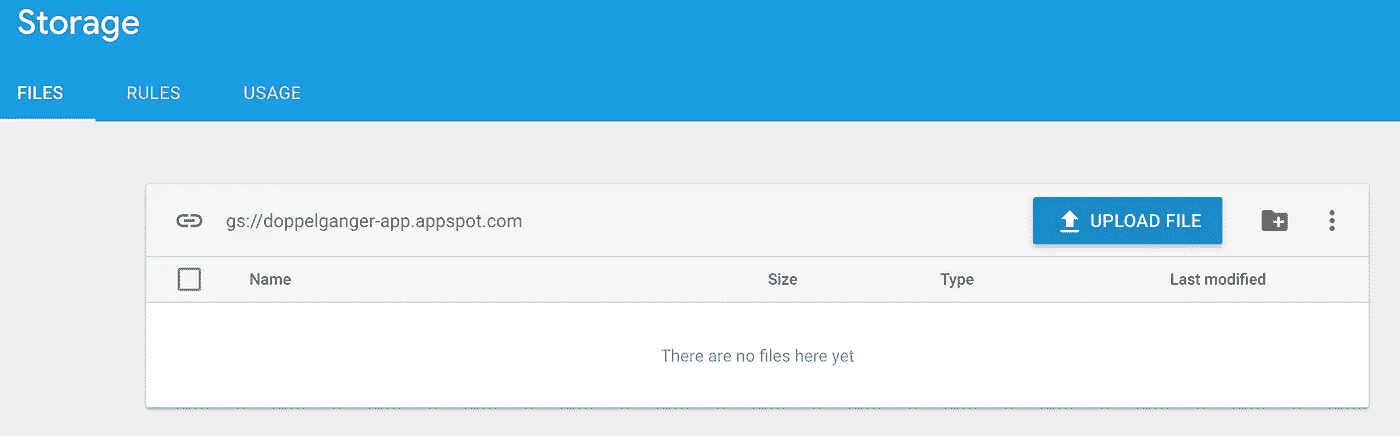 Storage
FILES RULES USAGE
gs://doppelganger-app.appspot.com UPLOAD FILE
Name Size Type Last modified
There are no files here yet